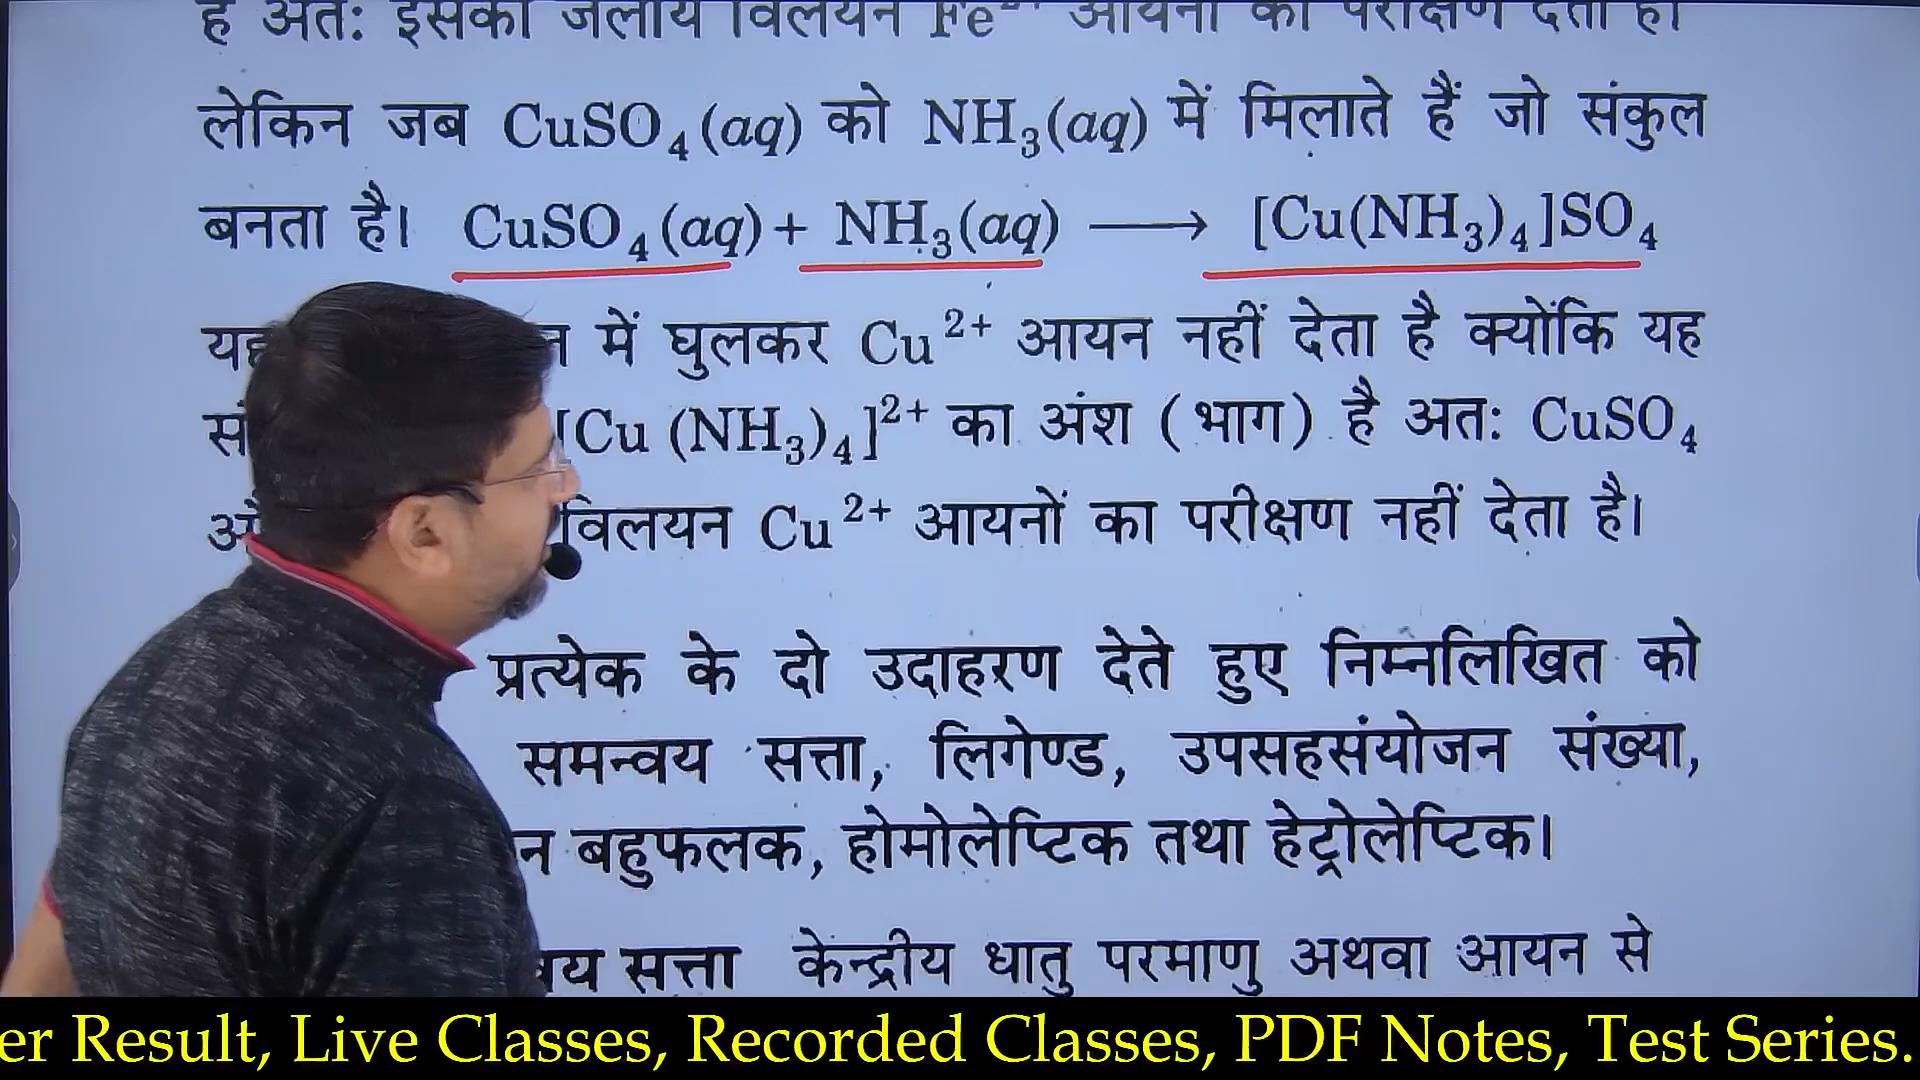 है अतः इसका जलीय विलयन Fe²⁺ आयनों का परीक्षण देता है।
लेकिन जब CuSO₄(aq) को NH₃(aq) में मिलाते हैं जो संकुल
बनता है। CuSO₄(aq) + NH₃(aq) ⟶ [Cu(NH₃)₄]SO₄
यह में घुलकर Cu²⁺ आयन नहीं देता है क्योंकि यह
[Cu (NH₃)₄]²⁺ का अंश (भाग) है अतः CuSO₄
विलयन Cu²⁺ आयनों का परीक्षण नहीं देता है।
प्रत्येक के दो उदाहरण देते हुए निम्नलिखित को
समन्वय सत्ता, लिगेण्ड, उपसहसंयोजन संख्या,
बहुफलक, होमोलेप्टिक तथा हेट्रोलेप्टिक।
सत्ता केन्द्रीय धातु परमाणु अथवा आयन से
er Result, Live Classes, Recorded Classes, PDF Notes, Test Series.